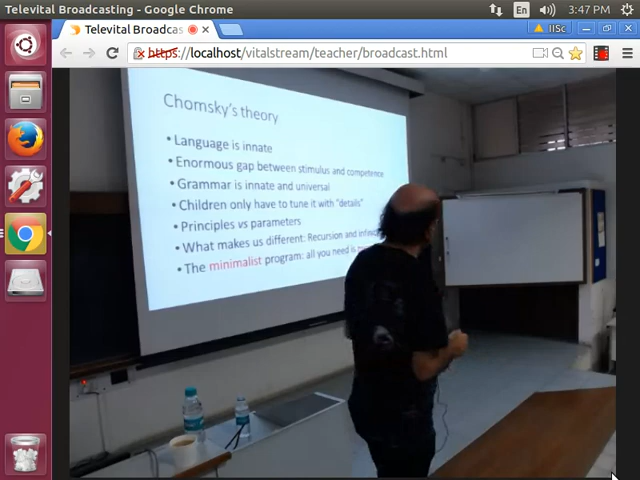 Televital Broadcasting - Google Chrome
En
3:47 PM
Televital Broadcas
IISc
https://localhost/vitalstream/teacher/broadcast.html
Chomsky's theory
• Language is innate
• Enormous gap between stimulus and competence
• Grammar is innate and universal
• Children only have to tune it with "details"
• Principles vs parameters
• What makes us different: Recursion and
• The minimalist program: all you need is